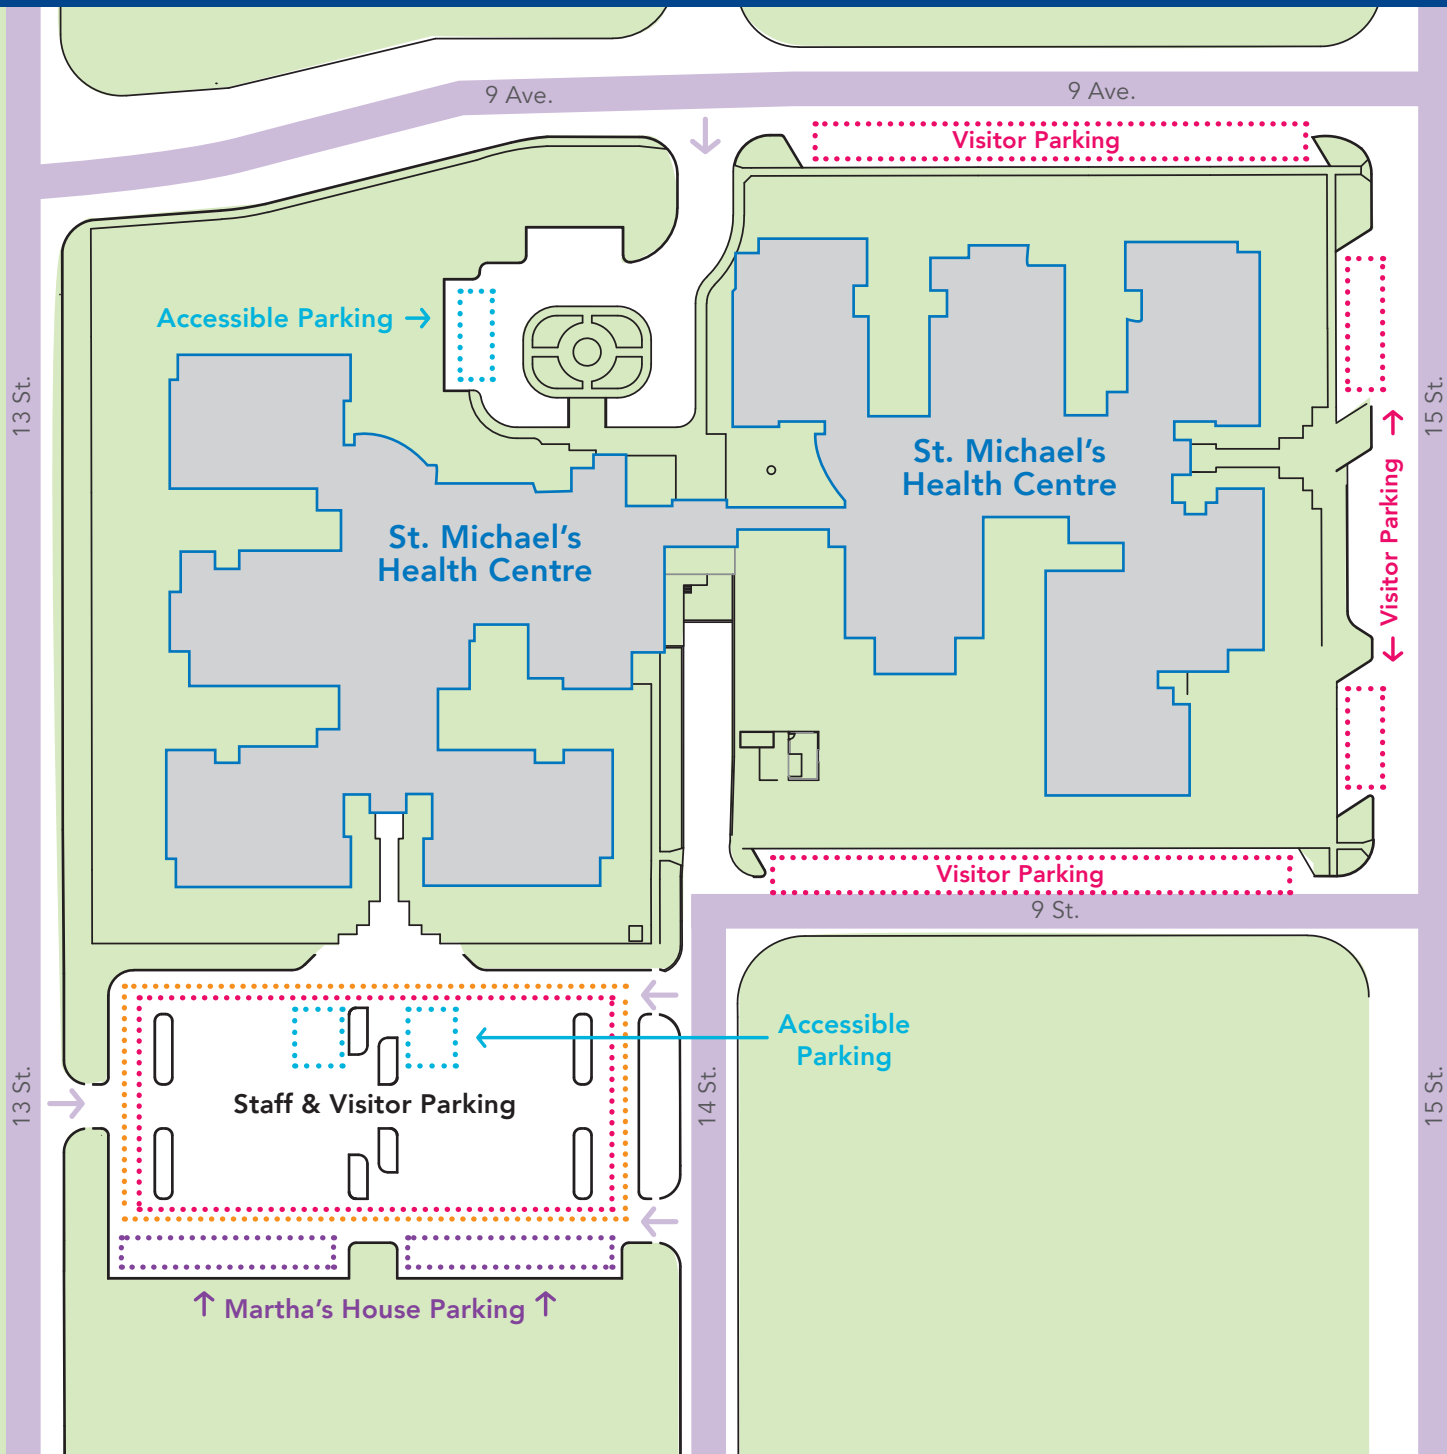 9 Ave.
9 Ave.
Visitor Parking
Accessible Parking
13 St.
15 St.
St. Michael's
Health Centre
Visitor Parking
St. Michael's
Health Centre
Visitor Parking
9 St.
Accessible
Parking
13 St.
Staff & Visitor Parking
14 St.
15 St.
Martha's House Parking